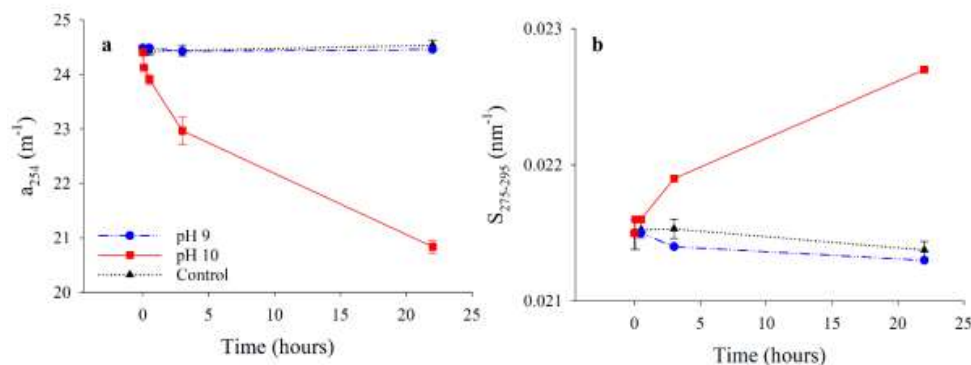 a
25
24
23
22
21
20
a254 (m-1)
pH 9
pH 10
Control
0 5 10 15 20 25
Time (hours)
b
0.023
0.022
0.021
S275-295 (nm-1)
0 5 10 15 20 25
Time (hours)